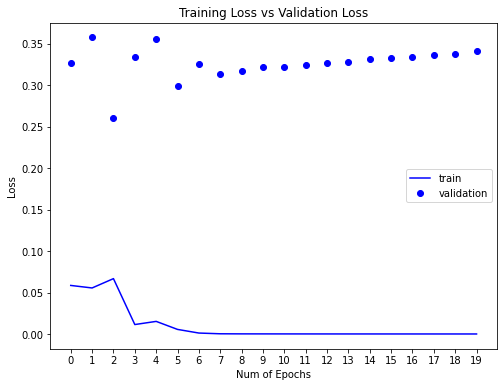 Training Loss vs Validation Loss
Loss
0.35
0.30
0.25
0.20
0.15
0.10
0.05
0.00
train
validation
0 1 2 3 4 5 6 7 8 9 10 11 12 13 14 15 16 17 18 19
Num of Epochs